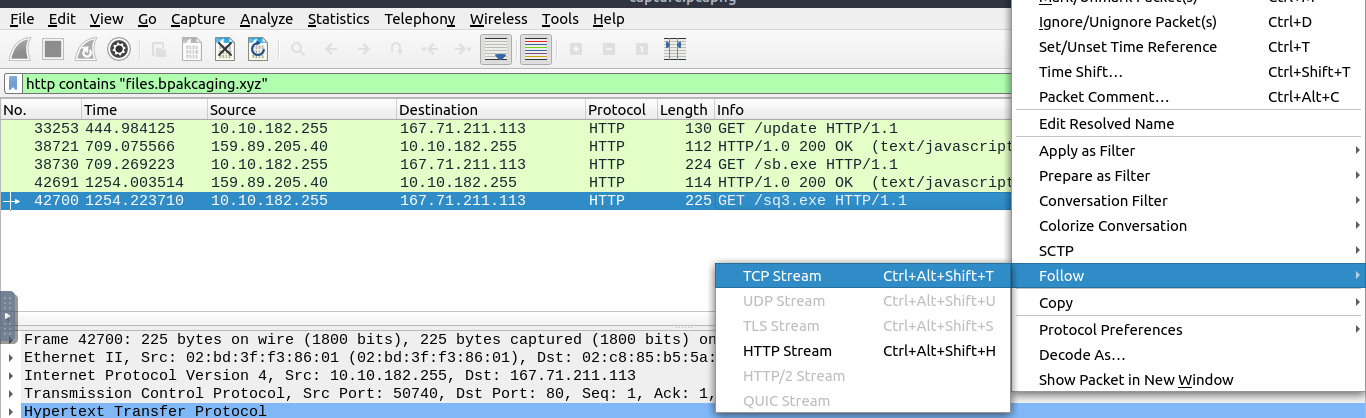 capture.pcapng
File Edit View Go Capture Analyze Statistics Telephony Wireless Tools Help
http contains "files.bpakcaging.xyz"
No. Time Source Destination Protocol Length Info
33253 444.984125 10.10.182.255 167.71.211.113 HTTP 130 GET /update HTTP/1.1
38721 709.075566 159.89.205.40 10.10.182.255 HTTP 112 HTTP/1.0 200 OK (text/javascript
38730 709.269223 10.10.182.255 167.71.211.113 HTTP 224 GET /sb.exe HTTP/1.1
42691 1254.003514 159.89.205.40 10.10.182.255 HTTP 114 HTTP/1.0 200 OK (text/javascript
42700 1254.223710 10.10.182.255 167.71.211.113 HTTP 225 GET /sq3.exe HTTP/1.1
Mark/Unmark Packet(s) Ctrl+M
Ignore/Unignore Packet(s) Ctrl+D
Set/Unset Time Reference Ctrl+T
Time Shift… Ctrl+Shift+T
Packet Comment… Ctrl+Alt+C
Edit Resolved Name
Apply as Filter
Prepare as Filter
Conversation Filter
Colorize Conversation
SCTP
Follow
Copy
Protocol Preferences
Decode As…
Show Packet in New Window
TCP Stream Ctrl+Alt+Shift+T
UDP Stream Ctrl+Alt+Shift+U
TLS Stream Ctrl+Alt+Shift+S
HTTP Stream Ctrl+Alt+Shift+H
HTTP/2 Stream
QUIC Stream
Frame 42700: 225 bytes on wire (1800 bits), 225 bytes captured (1800 bits) on
Ethernet II, Src: 02:bd:3f:f3:86:01 (02:bd:3f:f3:86:01), Dst: 02:c8:85:b5:5a:
Internet Protocol Version 4, Src: 10.10.182.255, Dst: 167.71.211.113
Transmission Control Protocol, Src Port: 50740, Dst Port: 80, Seq: 1, Ack: 1,
Hypertext Transfer Protocol